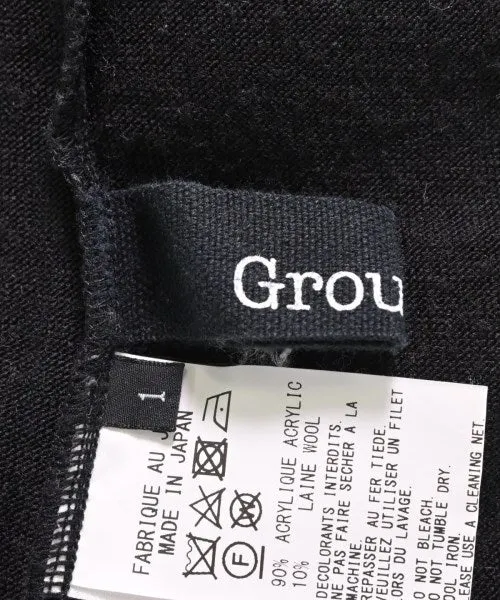 Grou
1
FABRIQUE AU J
MADE IN JAPAN
90% ACRYLIQUE ACRYLIC
10% LAINE WOOL
DECOLORANTS INTERDITS.
NE PAS FAIRE SECHER A LA
MACHINE.
REPASSER AU FER TIEDE.
VEUILLEZ UTILISER UN FILET
LORS DU LAVAGE.
DO NOT BLEACH.
DO NOT TUMBLE DRY.
COOL IRON.
PLEASE USE A CLEANING NET